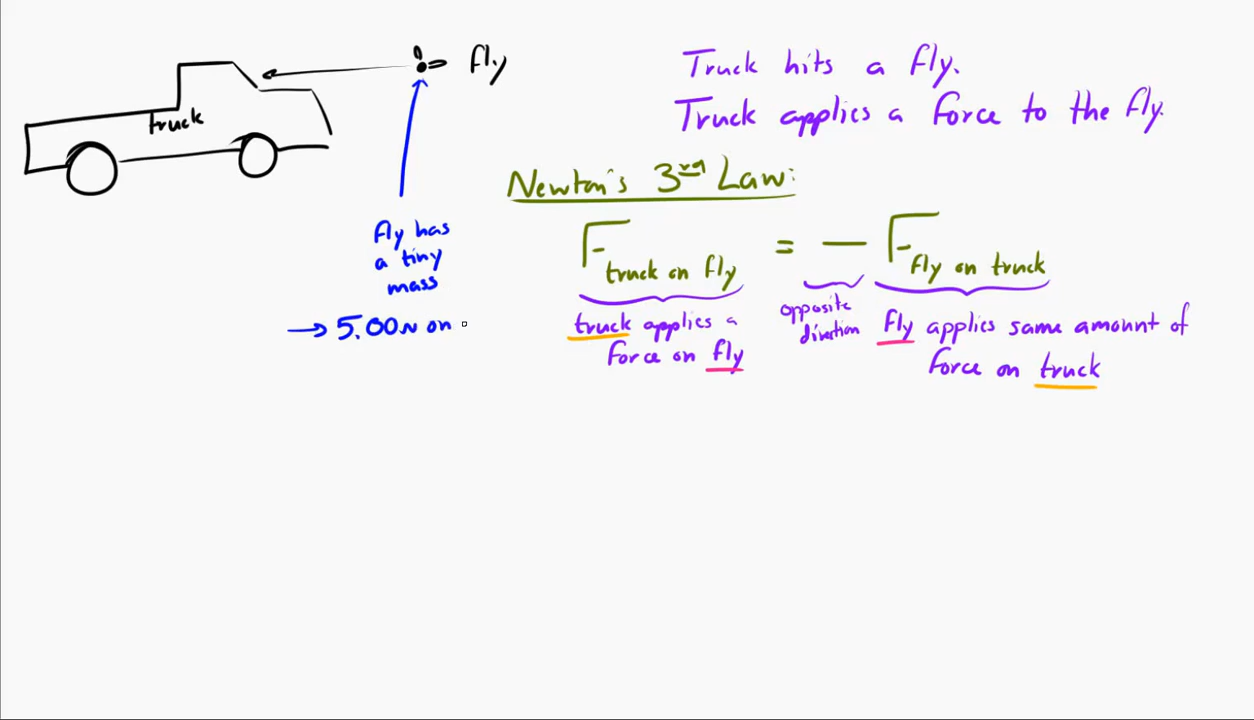 fly
truck
Truck hits a fly.
Truck applies a force to the fly.
Newton's 3rd Law:
F truck on fly = - F fly on truck
truck applies a
force on fly
opposite
direction
fly applies same amount of
force on truck
fly has
a tiny
mass
→ 5.00N on